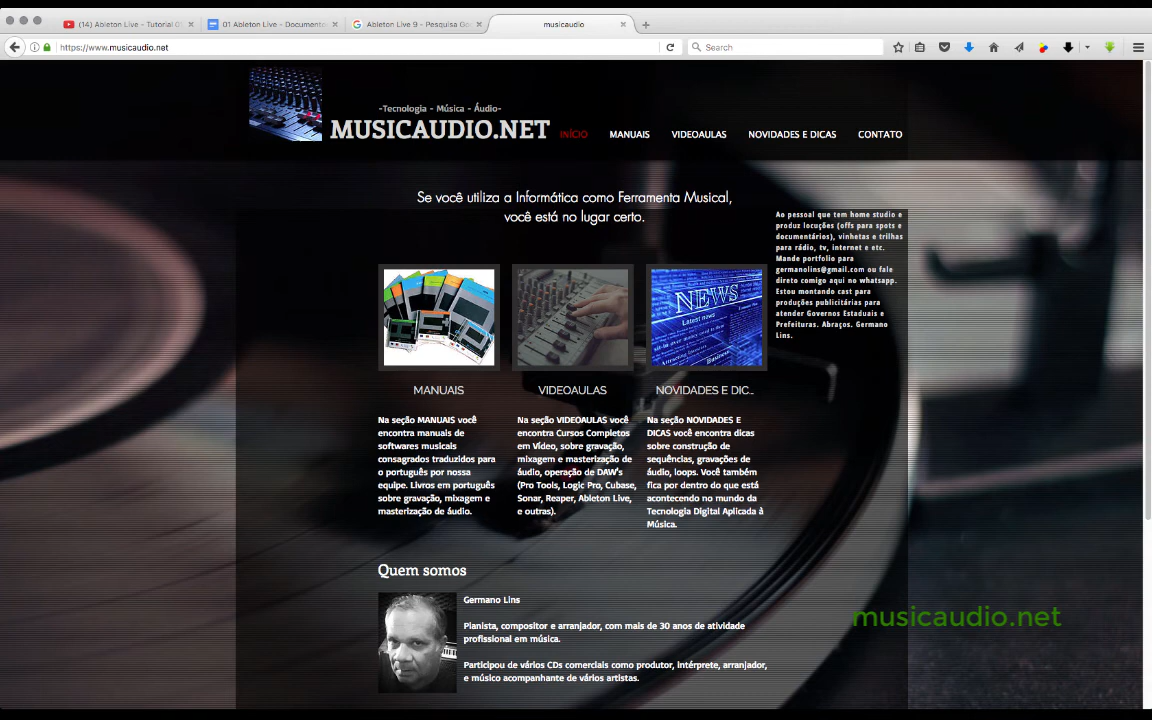 (14) Ableton Live - Tutorial 0
01 Ableton Live - Documento
Ableton Live 9 - Pesquisa Go
musicaudio
https://www.musicaudio.net
Search
-Tecnologia - Música - Áudio-
MUSICAUDIO.NET
INÍCIO
MANUAIS
VIDEOAULAS
NOVIDADES E DICAS
CONTATO
Se você utiliza a Informática como Ferramenta Musical,
você está no lugar certo.
Ao pessoal que tem home studio e
produz locuções (offs para spots e
documentários), vinhetas e trilhas
para rádio, tv, internet e etc.
Mande portfolio para
germanolins@gmail.com ou fale
direto comigo aqui no whatsapp.
Estou montando cast para
produções publicitárias para
atender Governos Estaduais e
Prefeituras. Abraços. Germano
Lins.
NEWS
Latest news
Business
MANUAIS
Na seção MANUAIS você
encontra manuais de
softwares musicais
consagrados traduzidos para
o português por nossa
equipe. Livros em português
sobre gravação, mixagem e
masterização de áudio.
VIDEOAULAS
Na seção VIDEOAULAS você
encontra Cursos Completos
em Vídeo, sobre gravação,
mixagem e masterização de
áudio, operação de DAW's
(Pro Tools, Logic Pro, Cubase,
Sonar, Reaper, Ableton Live,
e outras).
NOVIDADES E DIC...
Na seção NOVIDADES E
DICAS você encontra dicas
sobre construção de
sequências, gravações de
áudio, loops. Você também
fica por dentro do que está
acontecendo no mundo da
Tecnologia Digital Aplicada à
Música.
Quem somos
Germano Lins
Pianista, compositor e arranjador, com mais de 30 anos de atividade
profissional em música.
Participou de vários CDs comerciais como produtor, intérprete, arranjador,
e músico acompanhante de vários artistas.
musicaudio.net